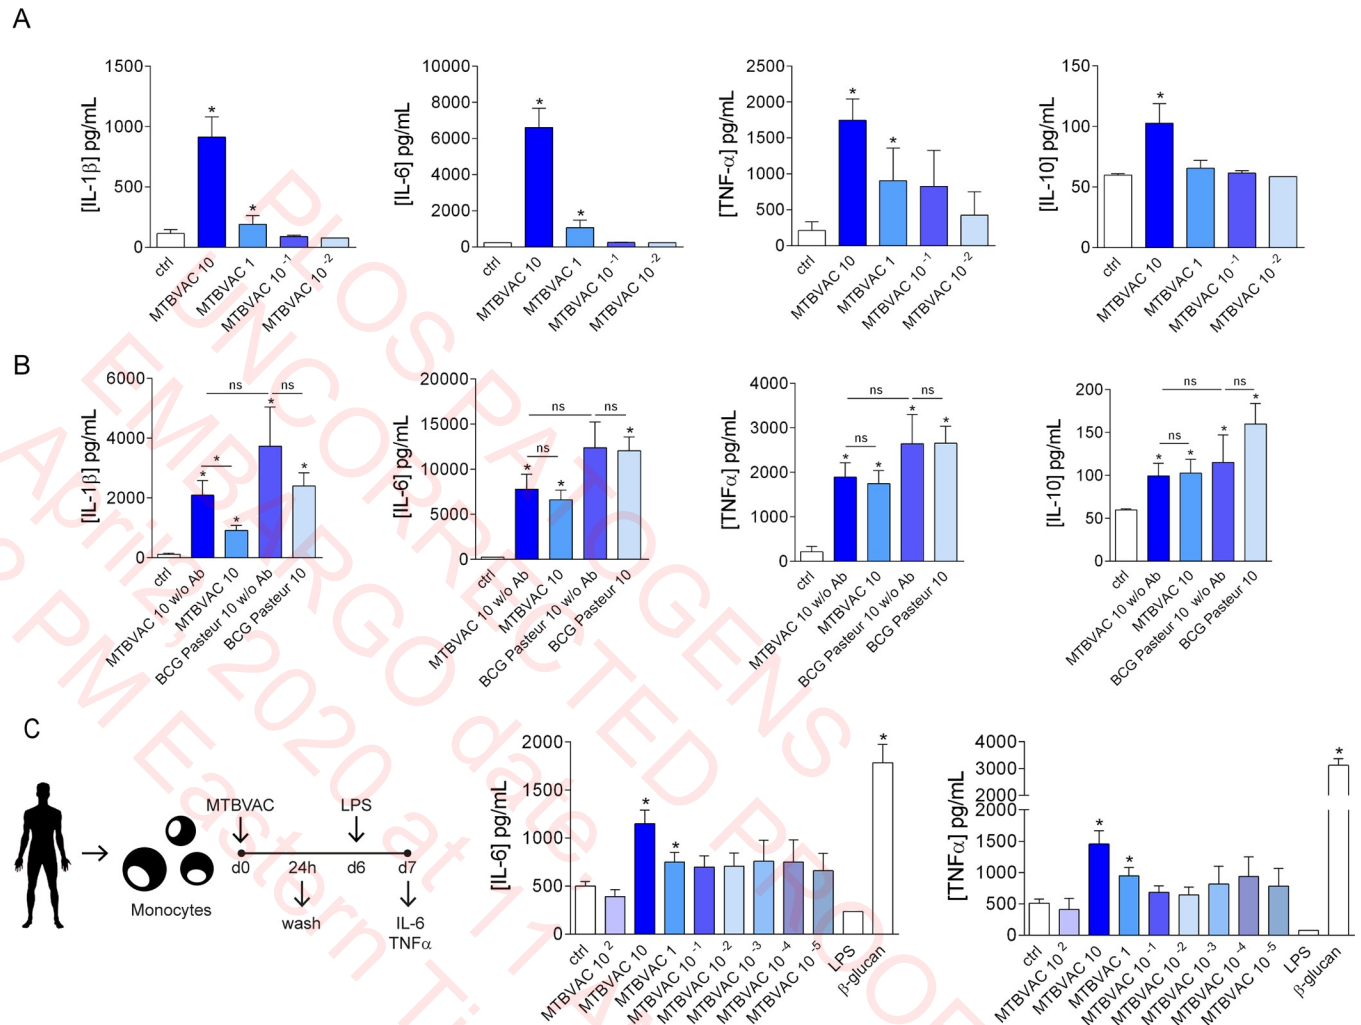 A
[IL-1β] pg/mL
1500
1000
500
0
ctrl
MTBVAC 10
MTBVAC 1
MTBVAC 10 -1
MTBVAC 10 -2
[IL-6] pg/mL
10000
8000
6000
4000
2000
0
ctrl
MTBVAC 10
MTBVAC 1
MTBVAC 10 -1
MTBVAC 10 -2
[TNF-α] pg/mL
2500
2000
1500
1000
500
0
ctrl
MTBVAC 10
MTBVAC 1
MTBVAC 10 -1
MTBVAC 10 -2
[IL-10] pg/mL
150
100
50
0
ctrl
MTBVAC 10
MTBVAC 1
MTBVAC 10 -1
MTBVAC 10 -2
B
[IL-1β] pg/mL
6000
4000
2000
0
ns
ns
ctrl
MTBVAC 10 w/o Ab
MTBVAC 10
BCG Pasteur 10 w/o Ab
BCG Pasteur 10
[IL-6] pg/mL
20000
15000
10000
5000
0
ns
ns
ns
ctrl
MTBVAC 10 w/o Ab
MTBVAC 10
BCG Pasteur 10 w/o Ab
BCG Pasteur 10
[TNFα] pg/mL
4000
3000
2000
1000
0
ns
ns
ns
ctrl
MTBVAC 10 w/o Ab
MTBVAC 10
BCG Pasteur 10 w/o Ab
BCG Pasteur 10
[IL-10] pg/mL
200
150
100
50
0
ns
ns
ns
ctrl
MTBVAC 10 w/o Ab
MTBVAC 10
BCG Pasteur 10 w/o Ab
BCG Pasteur 10
C
MTBVAC
LPS
d0
24h
d6
d7
Monocytes
wash
IL-6
TNFα
[IL-6] pg/mL
2000
1500
1000
500
0
ctrl
MTBVAC 10 2
MTBVAC 10
MTBVAC 1
MTBVAC 10 -1
MTBVAC 10 -2
MTBVAC 10 -3
MTBVAC 10 -4
MTBVAC 10 -5
LPS
β-glucan
[TNFα] pg/mL
4000
3000
2000
2000
1500
1000
500
0
ctrl
MTBVAC 10 2
MTBVAC 10
MTBVAC 1
MTBVAC 10 -1
MTBVAC 10 -2
MTBVAC 10 -3
MTBVAC 10 -4
MTBVAC 10 -5
LPS
β-glucan
PLOS PATOGENS
UNCORRECTED PROOF
EMBARGO date,
April2, 2020 at 11
PM Eastern